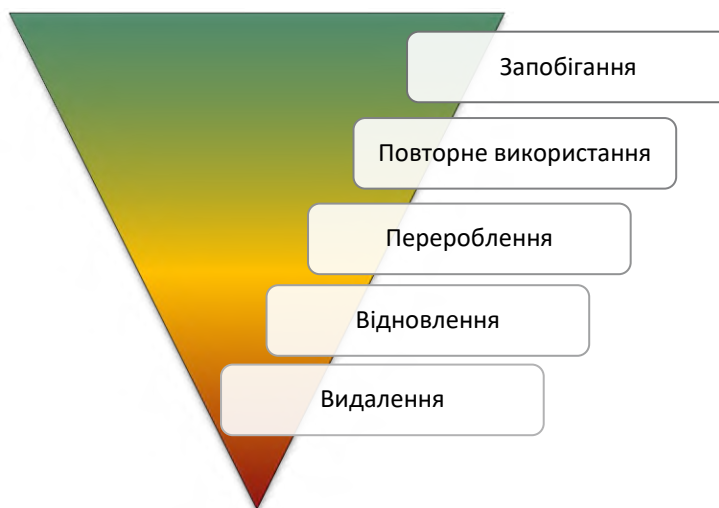 Запобігання
Повторне використання
Перероблення
Відновлення
Видалення